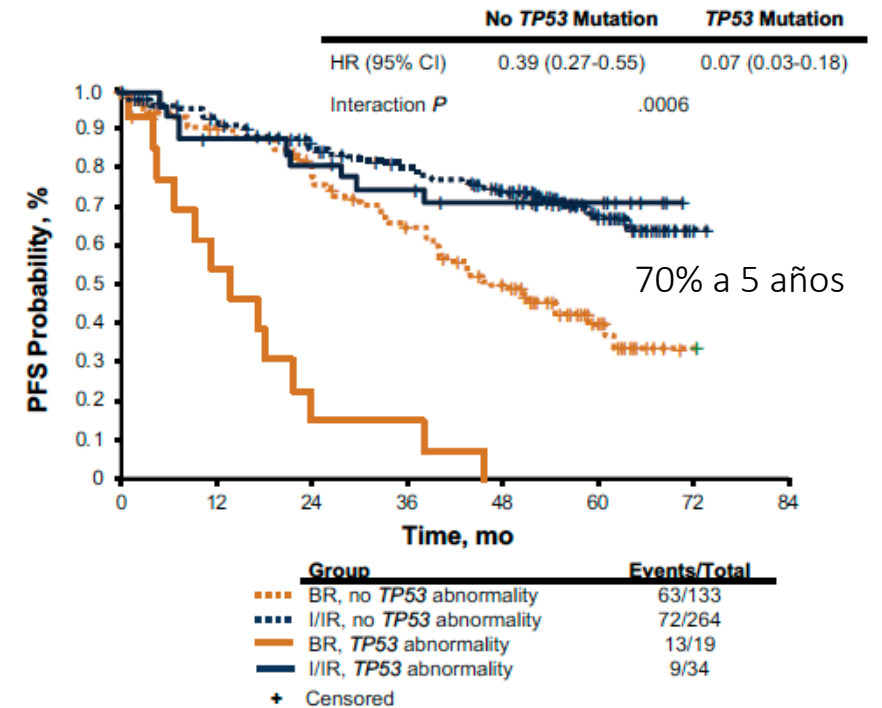 No TP53 Mutation TP53 Mutation
HR (95% CI) 0.39 (0.27-0.55) 0.07 (0.03-0.18)
Interaction P .0006
PFS Probability, %
1.0
0.9
0.8
0.7
0.6
0.5
0.4
0.3
0.2
0.1
0
70% a 5 años
0 12 24 36 48 60 72 84
Time, mo
Group Events/Total
BR, no TP53 abnormality 63/133
I/IR, no TP53 abnormality 72/264
BR, TP53 abnormality 13/19
I/IR, TP53 abnormality 9/34
+ Censored